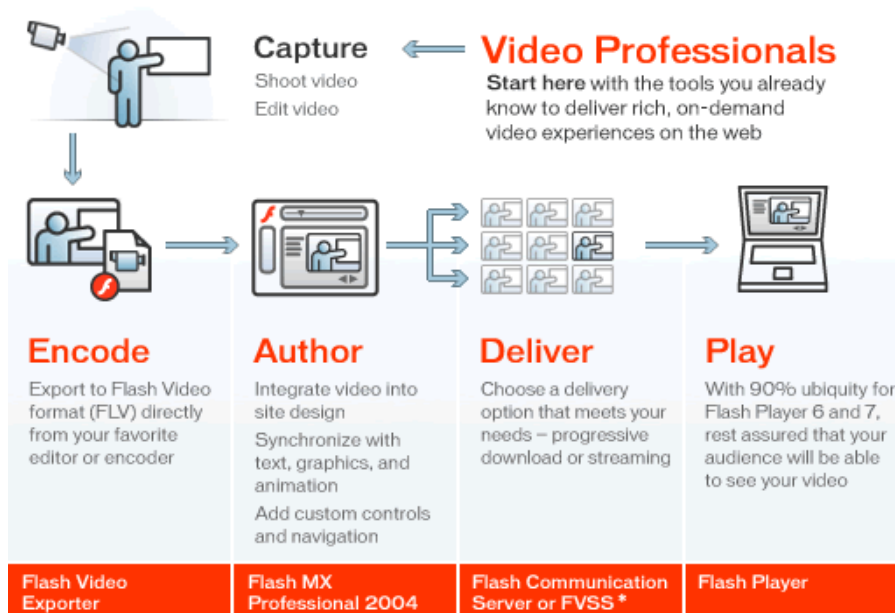 Capture
Shoot video
Edit video
Video Professionals
Start here with the tools you already
know to deliver rich, on-demand
video experiences on the web
Encode
Export to Flash Video
format (FLV) directly
from your favorite
editor or encoder
Flash Video
Exporter
Author
Integrate video into
site design
Synchronize with
text, graphics, and
animation
Add custom controls
and navigation
Flash MX
Professional 2004
Deliver
Choose a delivery
option that meets your
needs – progressive
download or streaming
Flash Communication
Server or FVSS *
Play
With 90% ubiquity for
Flash Player 6 and 7,
rest assured that your
audience will be able
to see your video
Flash Player